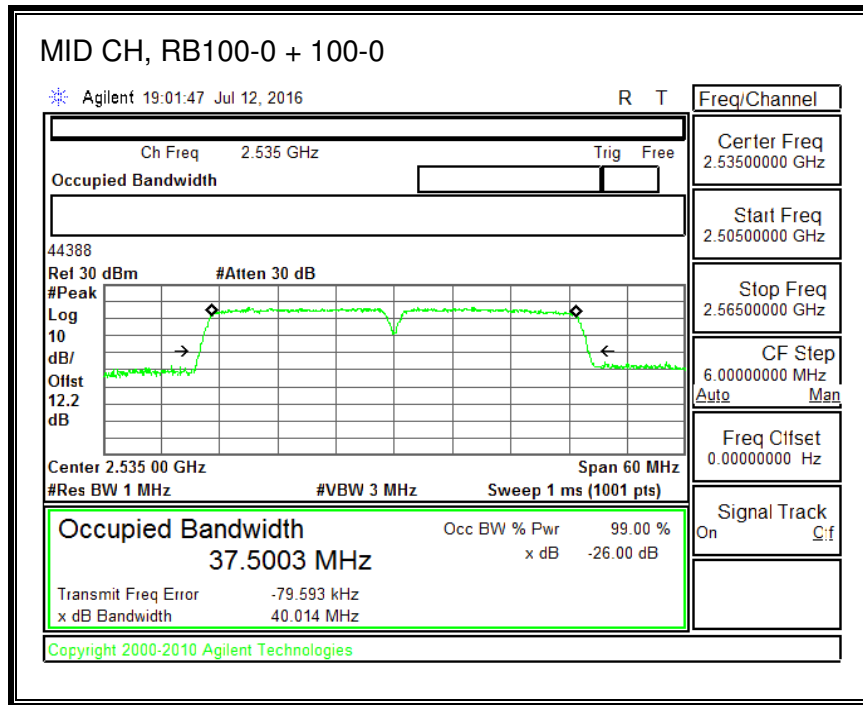 MID CH, RB100-0 + 100-0
Agilent 19:01:47 Jul 12, 2016 R T
Freq/Channel
Ch Freq 2.535 GHz Trig Free
Occupied Bandwidth
Center Freq
2.53500000 GHz
Start Freq
2.50500000 GHz
Stop Freq
2.56500000 GHz
CF Step
6.00000000 MHz
Auto Man
Freq Offset
0.00000000 Hz
Signal Track
On Off
44388
Ref 30 dBm #Atten 30 dB
#Peak
Log
10
dB/
Offst
12.2
dB
Center 2.535 00 GHz Span 60 MHz
#Res BW 1 MHz #VBW 3 MHz Sweep 1 ms (1001 pts)
Occupied Bandwidth
37.5003 MHz
Occ BW % Pwr 99.00 %
x dB -26.00 dB
Transmit Freq Error -79.593 kHz
x dB Bandwidth 40.014 MHz
Copyright 2000-2010 Agilent Technologies